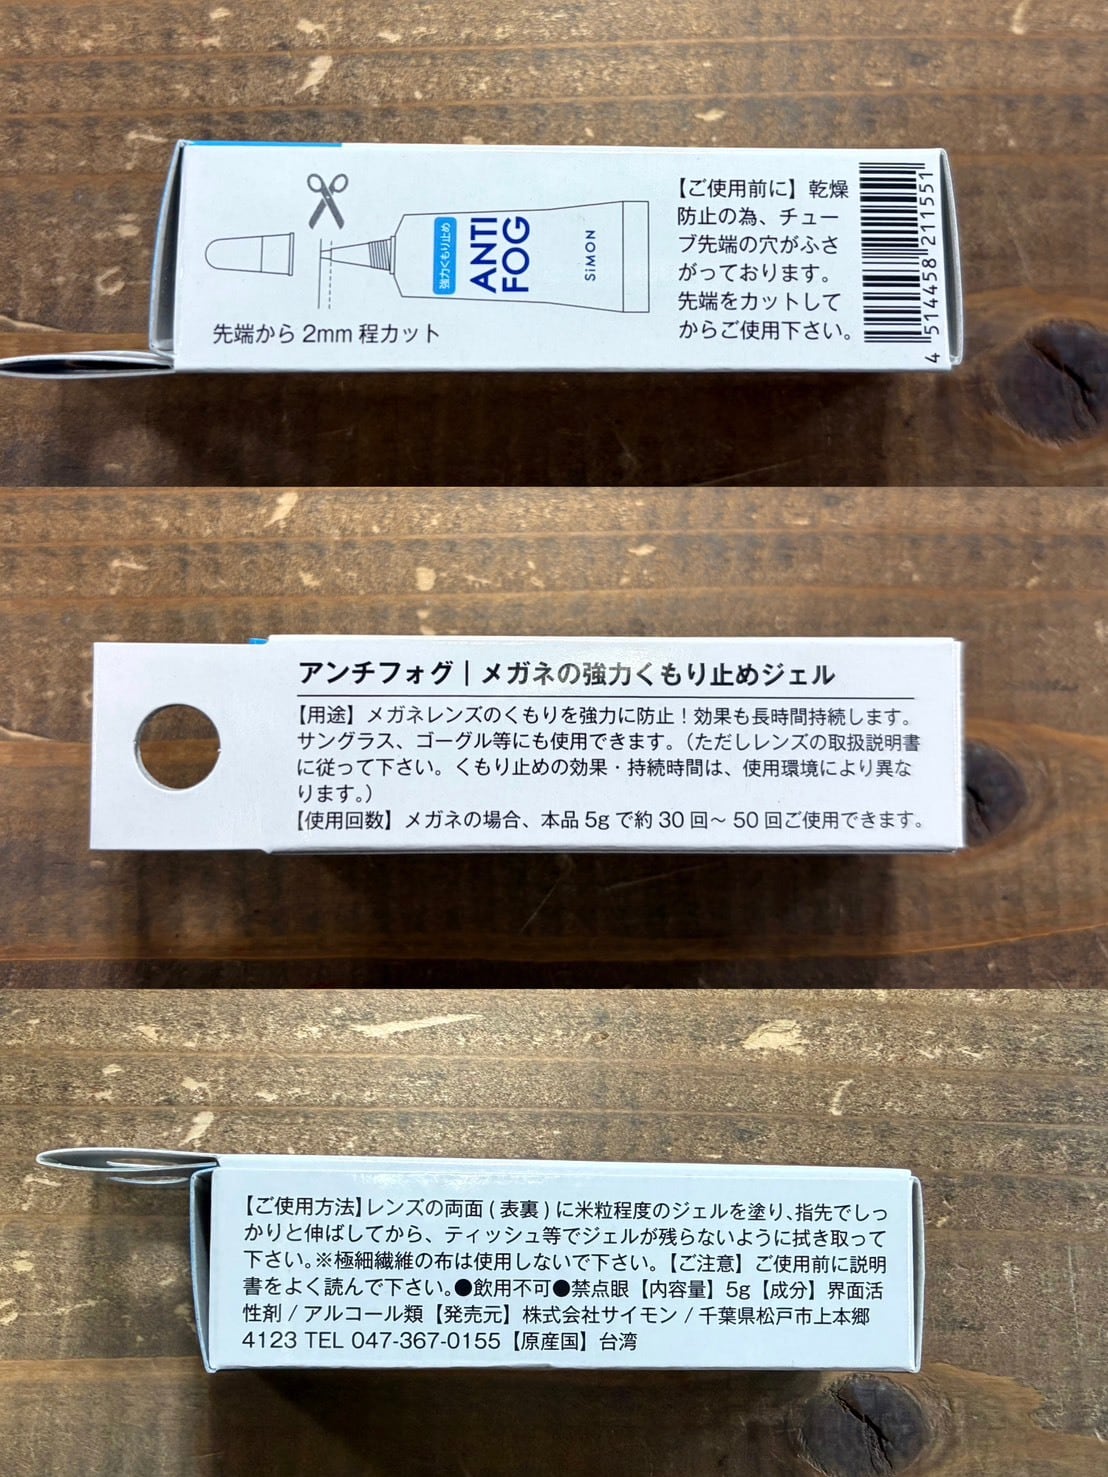 先端から 2mm 程カット
強力くもり止め
ANTI
FOG
SiMON
【ご使用前に】乾燥
防止の為、チュー
ブ先端の穴がふさ
がっております。
先端をカットして
からご使用下さい。
4 514458 211551
アンチフォグ | メガネの強力くもり止めジェル
【用途】メガネレンズのくもりを強力に防止！効果も長時間持続します。
サングラス、ゴーグル等にも使用できます。（ただしレンズの取扱説明書
に従って下さい。くもり止めの効果・持続時間は、使用環境により異な
ります。）
【使用回数】メガネの場合、本品 5g で約 30 回～ 50 回ご使用できます。
【ご使用方法】レンズの両面 ( 表裏 ) に米粒程度のジェルを塗り、指先でしっ
かりと伸ばしてから、ティッシュ等でジェルが残らないように拭き取って
下さい。※極細繊維の布は使用しないで下さい。【ご注意】ご使用前に説明
書をよく読んで下さい。●飲用不可●禁点眼【内容量】5g【成分】界面活
性剤 / アルコール類【発売元】株式会社サイモン / 千葉県松戸市上本郷
4123 TEL 047-367-0155【原産国】台湾